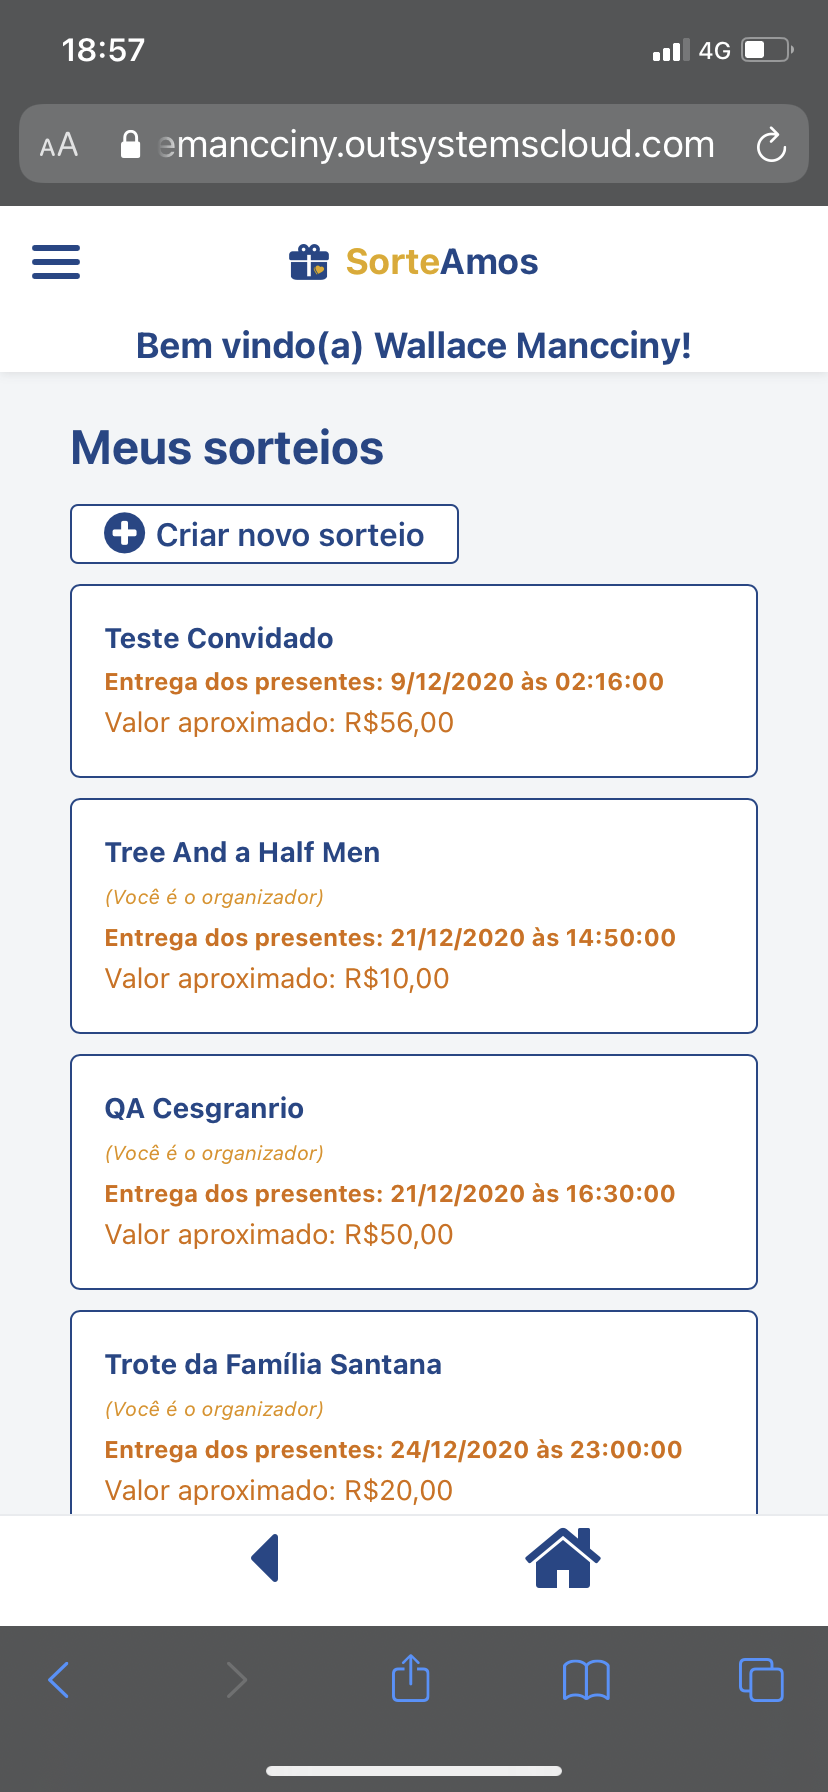 18:57
4G
AA
emancciny.outsystemscloud.com
SorteAmos
Bem vindo(a) Wallace Mancciny!
Meus sorteios
Criar novo sorteio
Teste Convidado
Entrega dos presentes: 9/12/2020 às 02:16:00
Valor aproximado: R$56,00
Tree And a Half Men
(Você é o organizador)
Entrega dos presentes: 21/12/2020 às 14:50:00
Valor aproximado: R$10,00
QA Cesgranrio
(Você é o organizador)
Entrega dos presentes: 21/12/2020 às 16:30:00
Valor aproximado: R$50,00
Trote da Família Santana
(Você é o organizador)
Entrega dos presentes: 24/12/2020 às 23:00:00
Valor aproximado: R$20,00